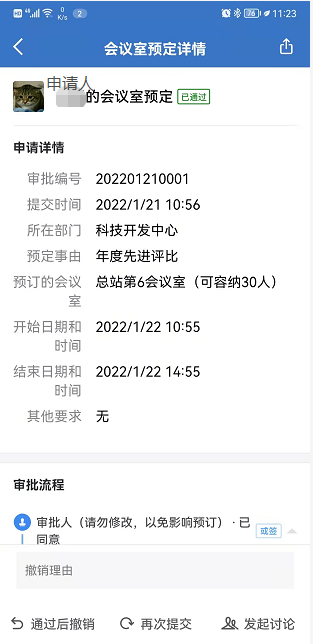 HD 46 0 K/s 2 11:23
会议室预定详情
申请人
的会议室预定 已通过
申请详情
审批编号 202201210001
提交时间 2022/1/21 10:56
所在部门 科技开发中心
预定事由 年度先进评比
预订的会议室 总站第6会议室（可容纳30人）
开始日期和时间 2022/1/22 10:55
结束日期和时间 2022/1/22 14:55
其他要求 无
审批流程
审批人（请勿修改，以免影响预订） · 已
同意
或签
撤销理由
通过后撤销 再次提交 发起讨论